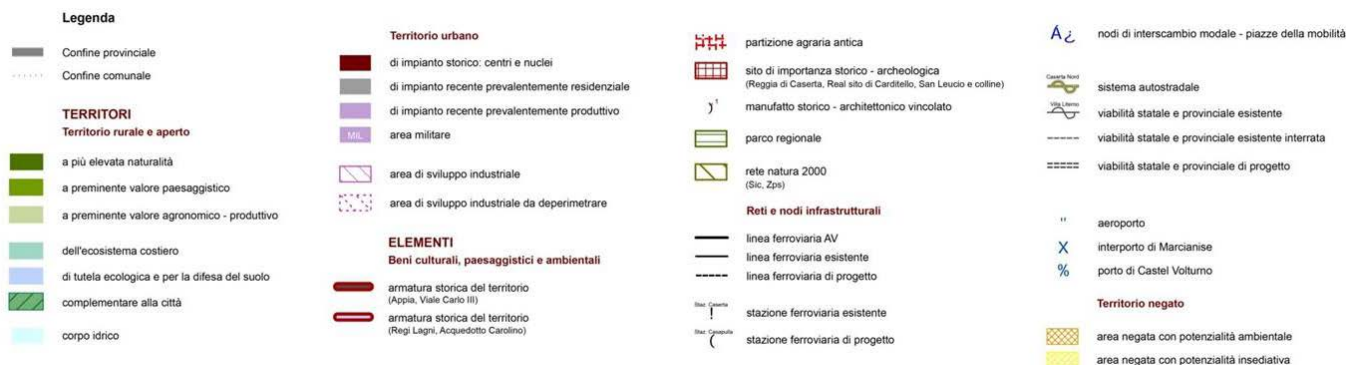 Legenda
Confine provinciale
Confine comunale
TERRITORI
Territorio rurale e aperto
a più elevata naturalità
a preminente valore paesaggistico
a preminente valore agronomico - produttivo
dell'ecosistema costiero
di tutela ecologica e per la difesa del suolo
complementare alla città
corpo idrico
Territorio urbano
di impianto storico: centri e nuclei
di impianto recente prevalentemente residenziale
di impianto recente prevalentemente produttivo
MIL area militare
area di sviluppo industriale
area di sviluppo industriale da deperimetrare
ELEMENTI
Beni culturali, paesaggistici e ambientali
armatura storica del territorio
(Appia, Viale Carlo III)
armatura storica del territorio
(Regi Lagni, Acquedotto Carolino)
partizione agraria antica
sito di importanza storico - archeologica
(Reggia di Caserta, Real sito di Carditello, San Leucio e colline)
manufatto storico - architettonico vincolato
parco regionale
rete natura 2000
(Sic, Zps)
Reti e nodi infrastrutturali
linea ferroviaria AV
linea ferroviaria esistente
linea ferroviaria di progetto
Staz. Caserta
! stazione ferroviaria esistente
Staz. Casapulla
( stazione ferroviaria di progetto
Á¿ nodi di interscambio modale - piazze della mobilità
Caserta Nord
sistema autostradale
Villa Literno
viabilità statale e provinciale esistente
viabilità statale e provinciale esistente interrata
viabilità statale e provinciale di progetto
" aeroporto
X interporto di Marcianise
% porto di Castel Volturno
Territorio negato
area negata con potenzialità ambientale
area negata con potenzialità insediativa